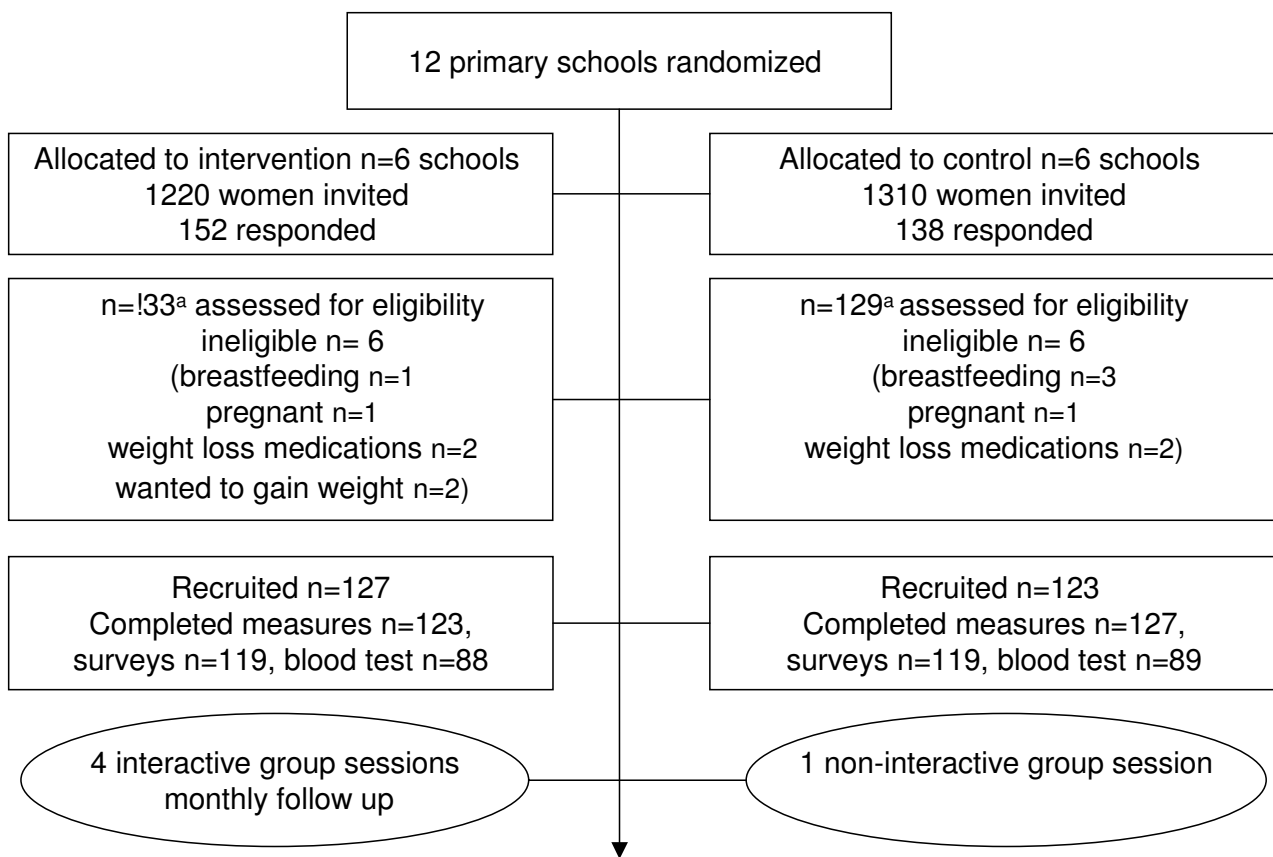 12 primary schools randomized
Allocated to intervention n=6 schools
1220 women invited
152 responded
Allocated to control n=6 schools
1310 women invited
138 responded
n=!33ª assessed for eligibility
ineligible n= 6
(breastfeeding n=1
pregnant n=1
weight loss medications n=2
wanted to gain weight n=2)
n=129ª assessed for eligibility
ineligible n= 6
(breastfeeding n=3
pregnant n=1
weight loss medications n=2)
Recruited n=127
Completed measures n=123,
surveys n=119, blood test n=88
Recruited n=123
Completed measures n=127,
surveys n=119, blood test n=89
4 interactive group sessions
monthly follow up
1 non-interactive group session